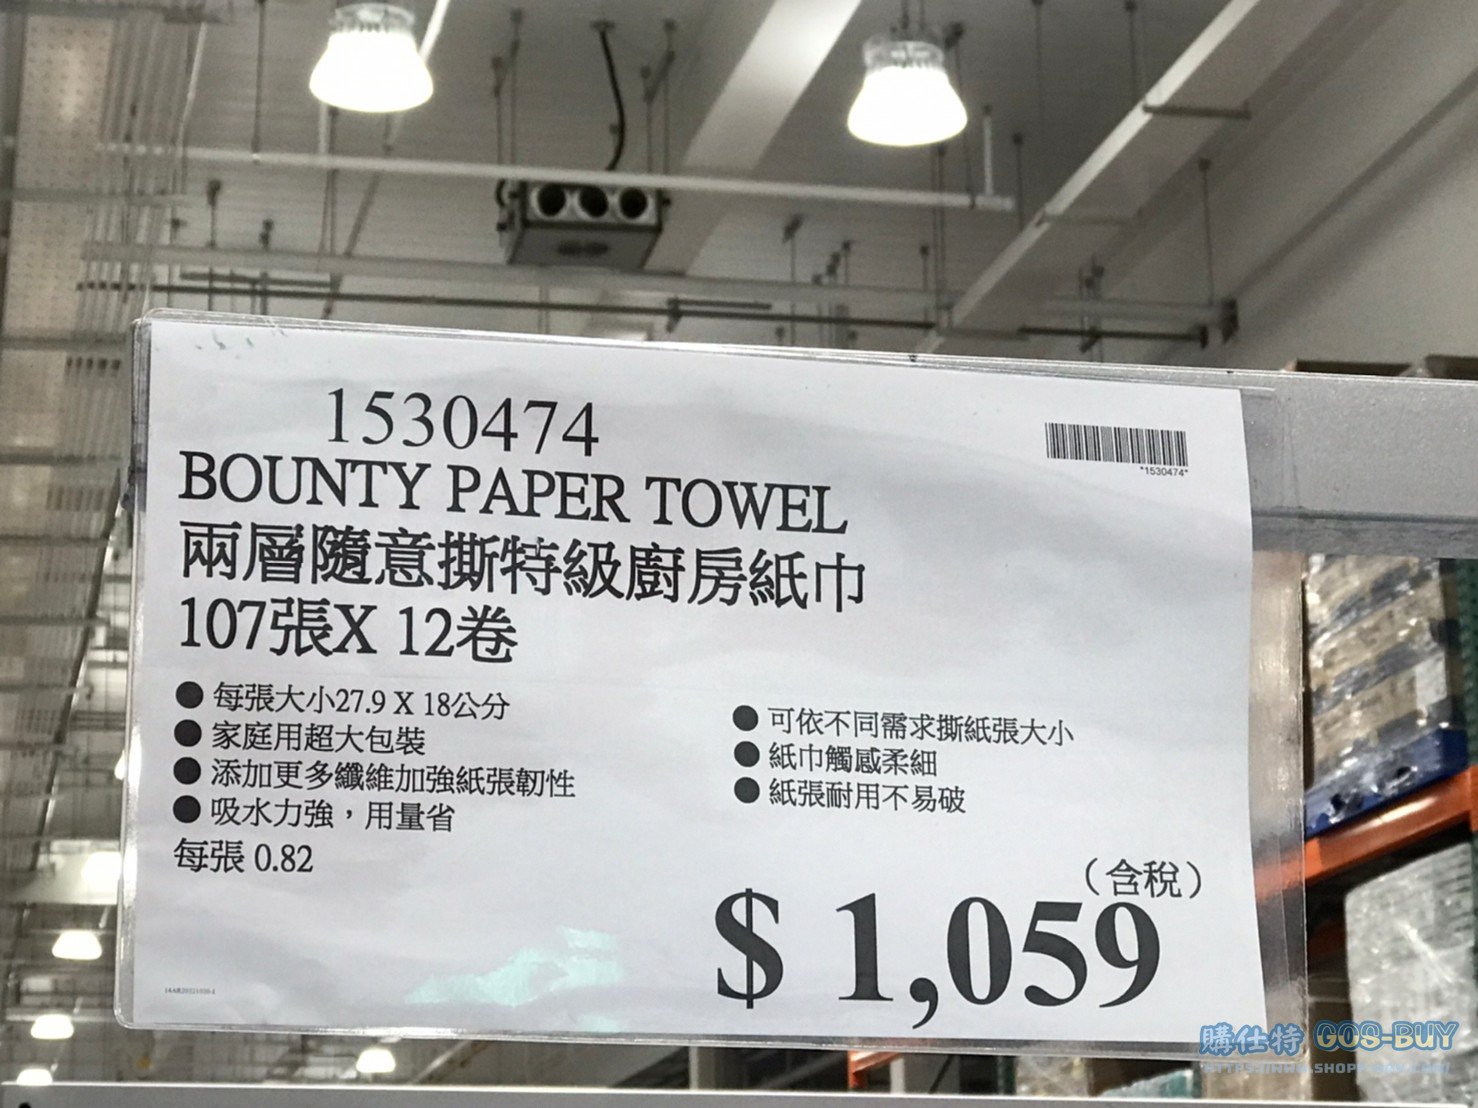 1530474
*1530474*
BOUNTY PAPER TOWEL
兩層隨意撕特級廚房紙巾
107張X 12卷
● 每張大小27.9 X 18公分
● 家庭用超大包裝
● 添加更多纖維加強紙張韌性
● 吸水力強，用量省
每張 0.82
● 可依不同需求撕紙張大小
● 紙巾觸感柔細
● 紙張耐用不易破
（含稅）
$ 1,059
購仕特 COS-BUY